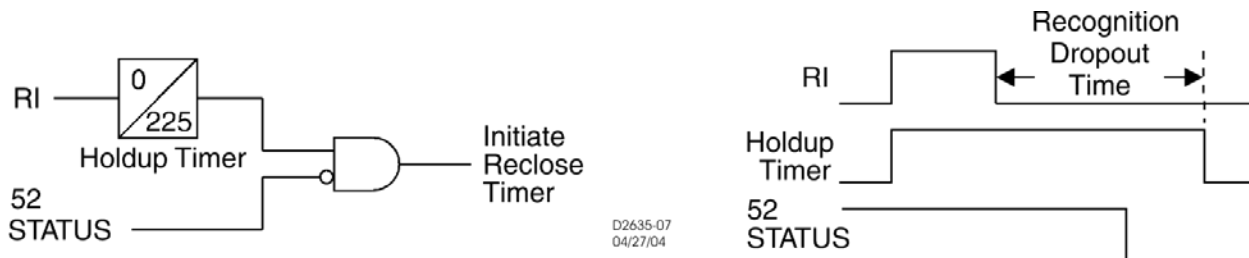 RI
0
225
Holdup Timer
52
STATUS
Initiate
Reclose
Timer
D2635-07
04/27/04
Recognition
Dropout
Time
RI
Holdup
Timer
52
STATUS